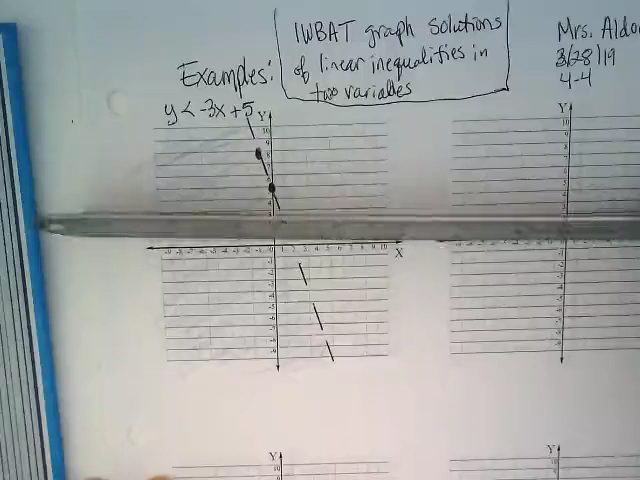 IWBAT graph solutions
of linear inequalities in
two variables
Mrs. Aldo
3/28/19
4-4
Examples:
y < -3x + 5
Y
X
Y
Y
Y